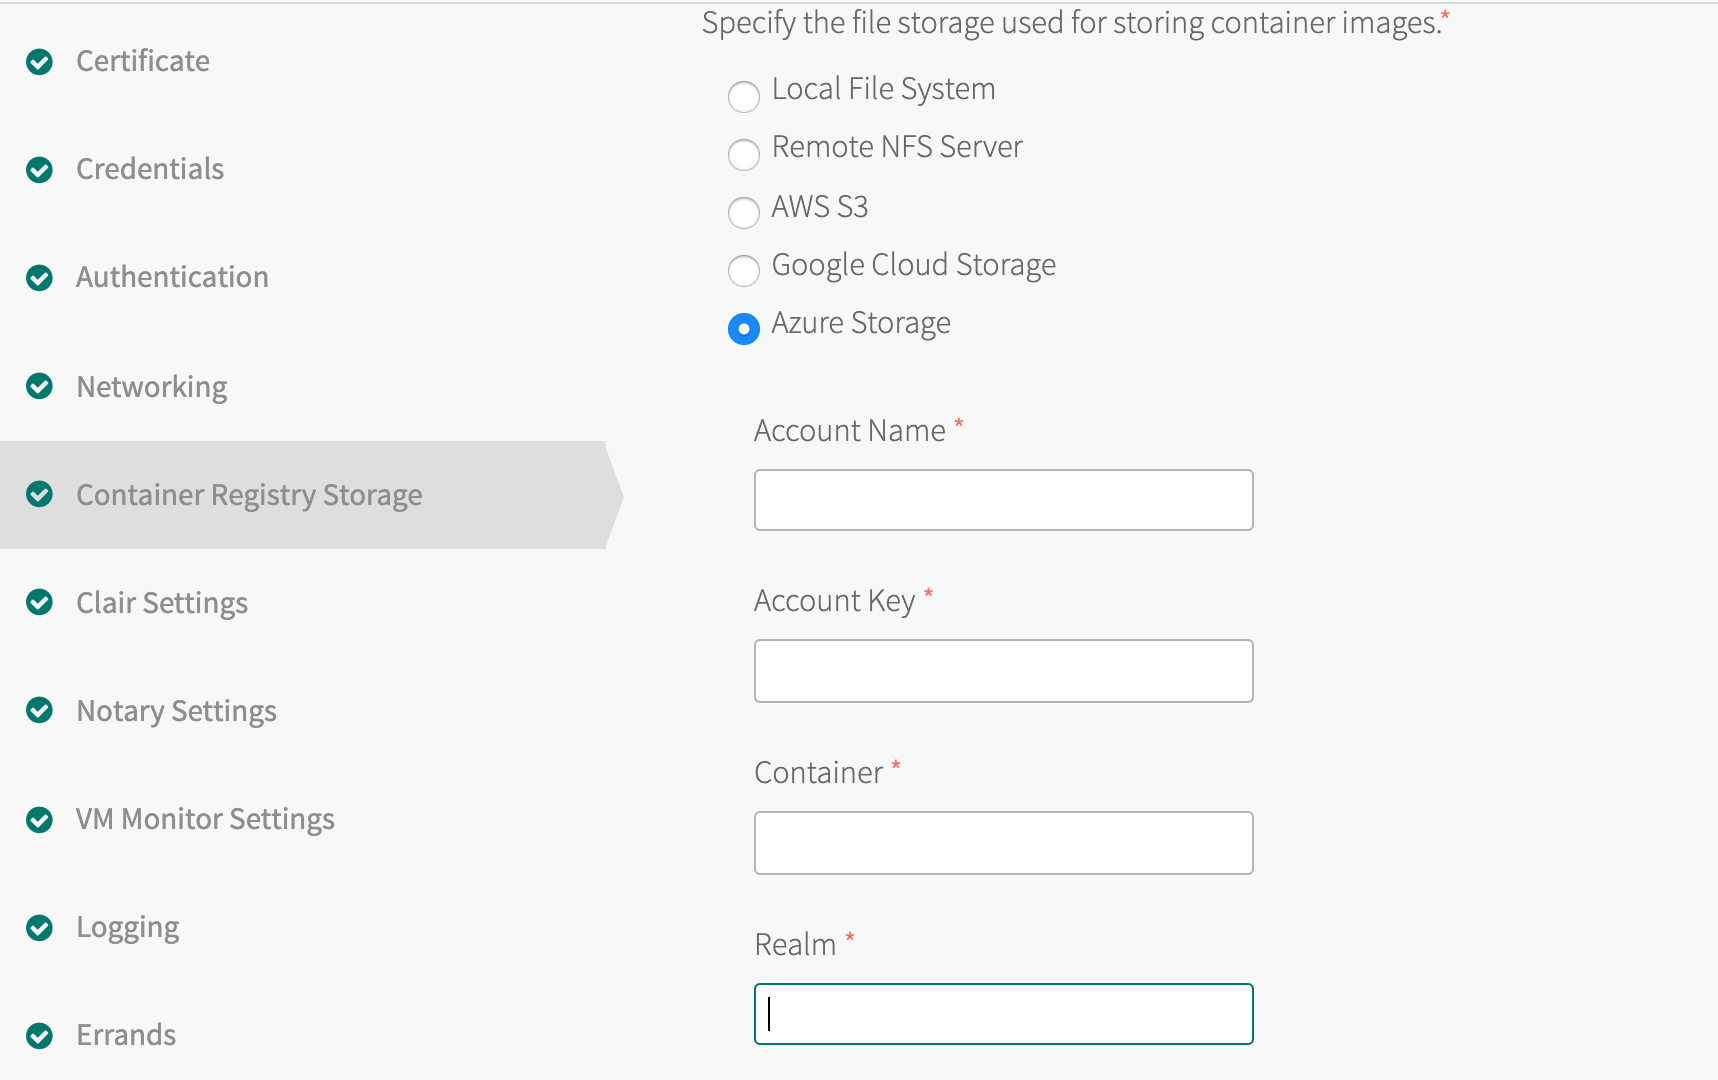 Certificate
Credentials
Authentication
Networking
Container Registry Storage
Clair Settings
Notary Settings
VM Monitor Settings
Logging
Errands
Specify the file storage used for storing container images.*
Local File System
Remote NFS Server
AWS S3
Google Cloud Storage
Azure Storage
Account Name *
Account Key *
Container *
Realm *